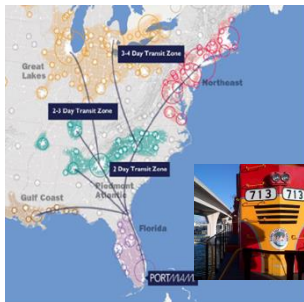 3-4 Day Transit Zone
Great
Lakes
Northeast
2-3 Day Transit Zone
2 Day Transit Zone
Piedmont
Atlantic
Gulf Coast
Florida
713
713
PORTMIAMI